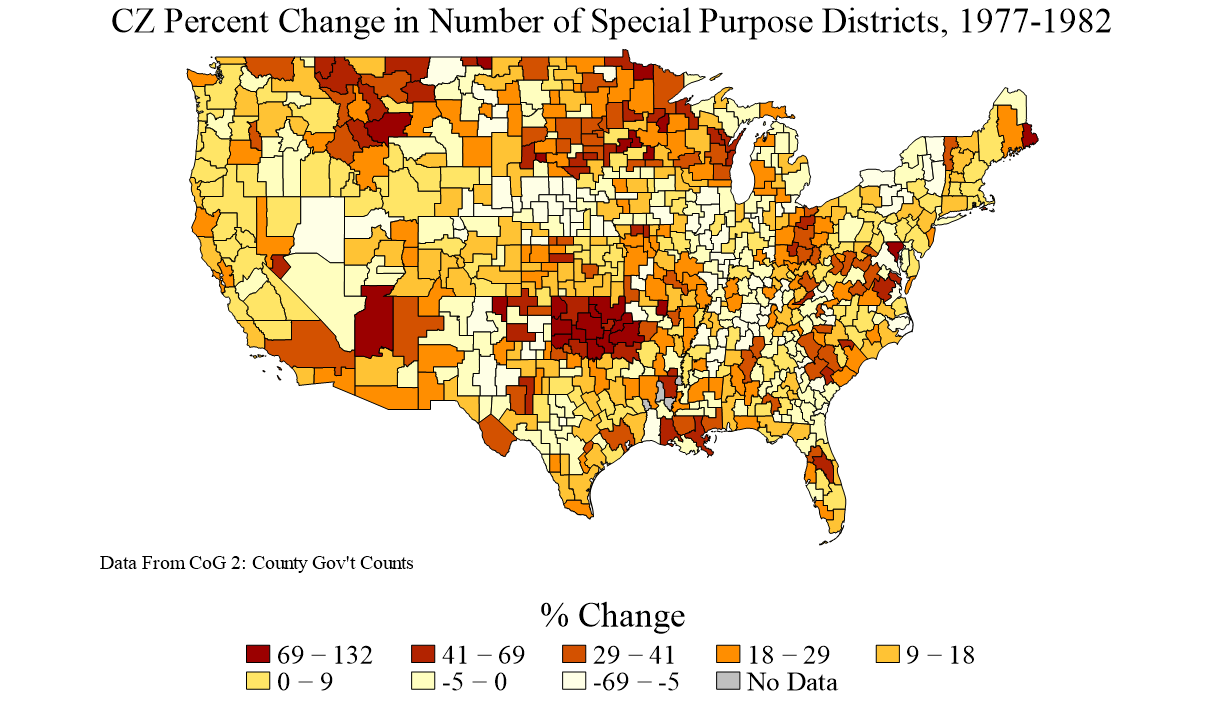 CZ Percent Change in Number of Special Purpose Districts, 1977-1982
Data From CoG 2: County Gov't Counts
% Change
69 – 132 41 – 69 29 – 41 18 – 29 9 – 18
0 – 9 -5 – 0 -69 – -5 No Data